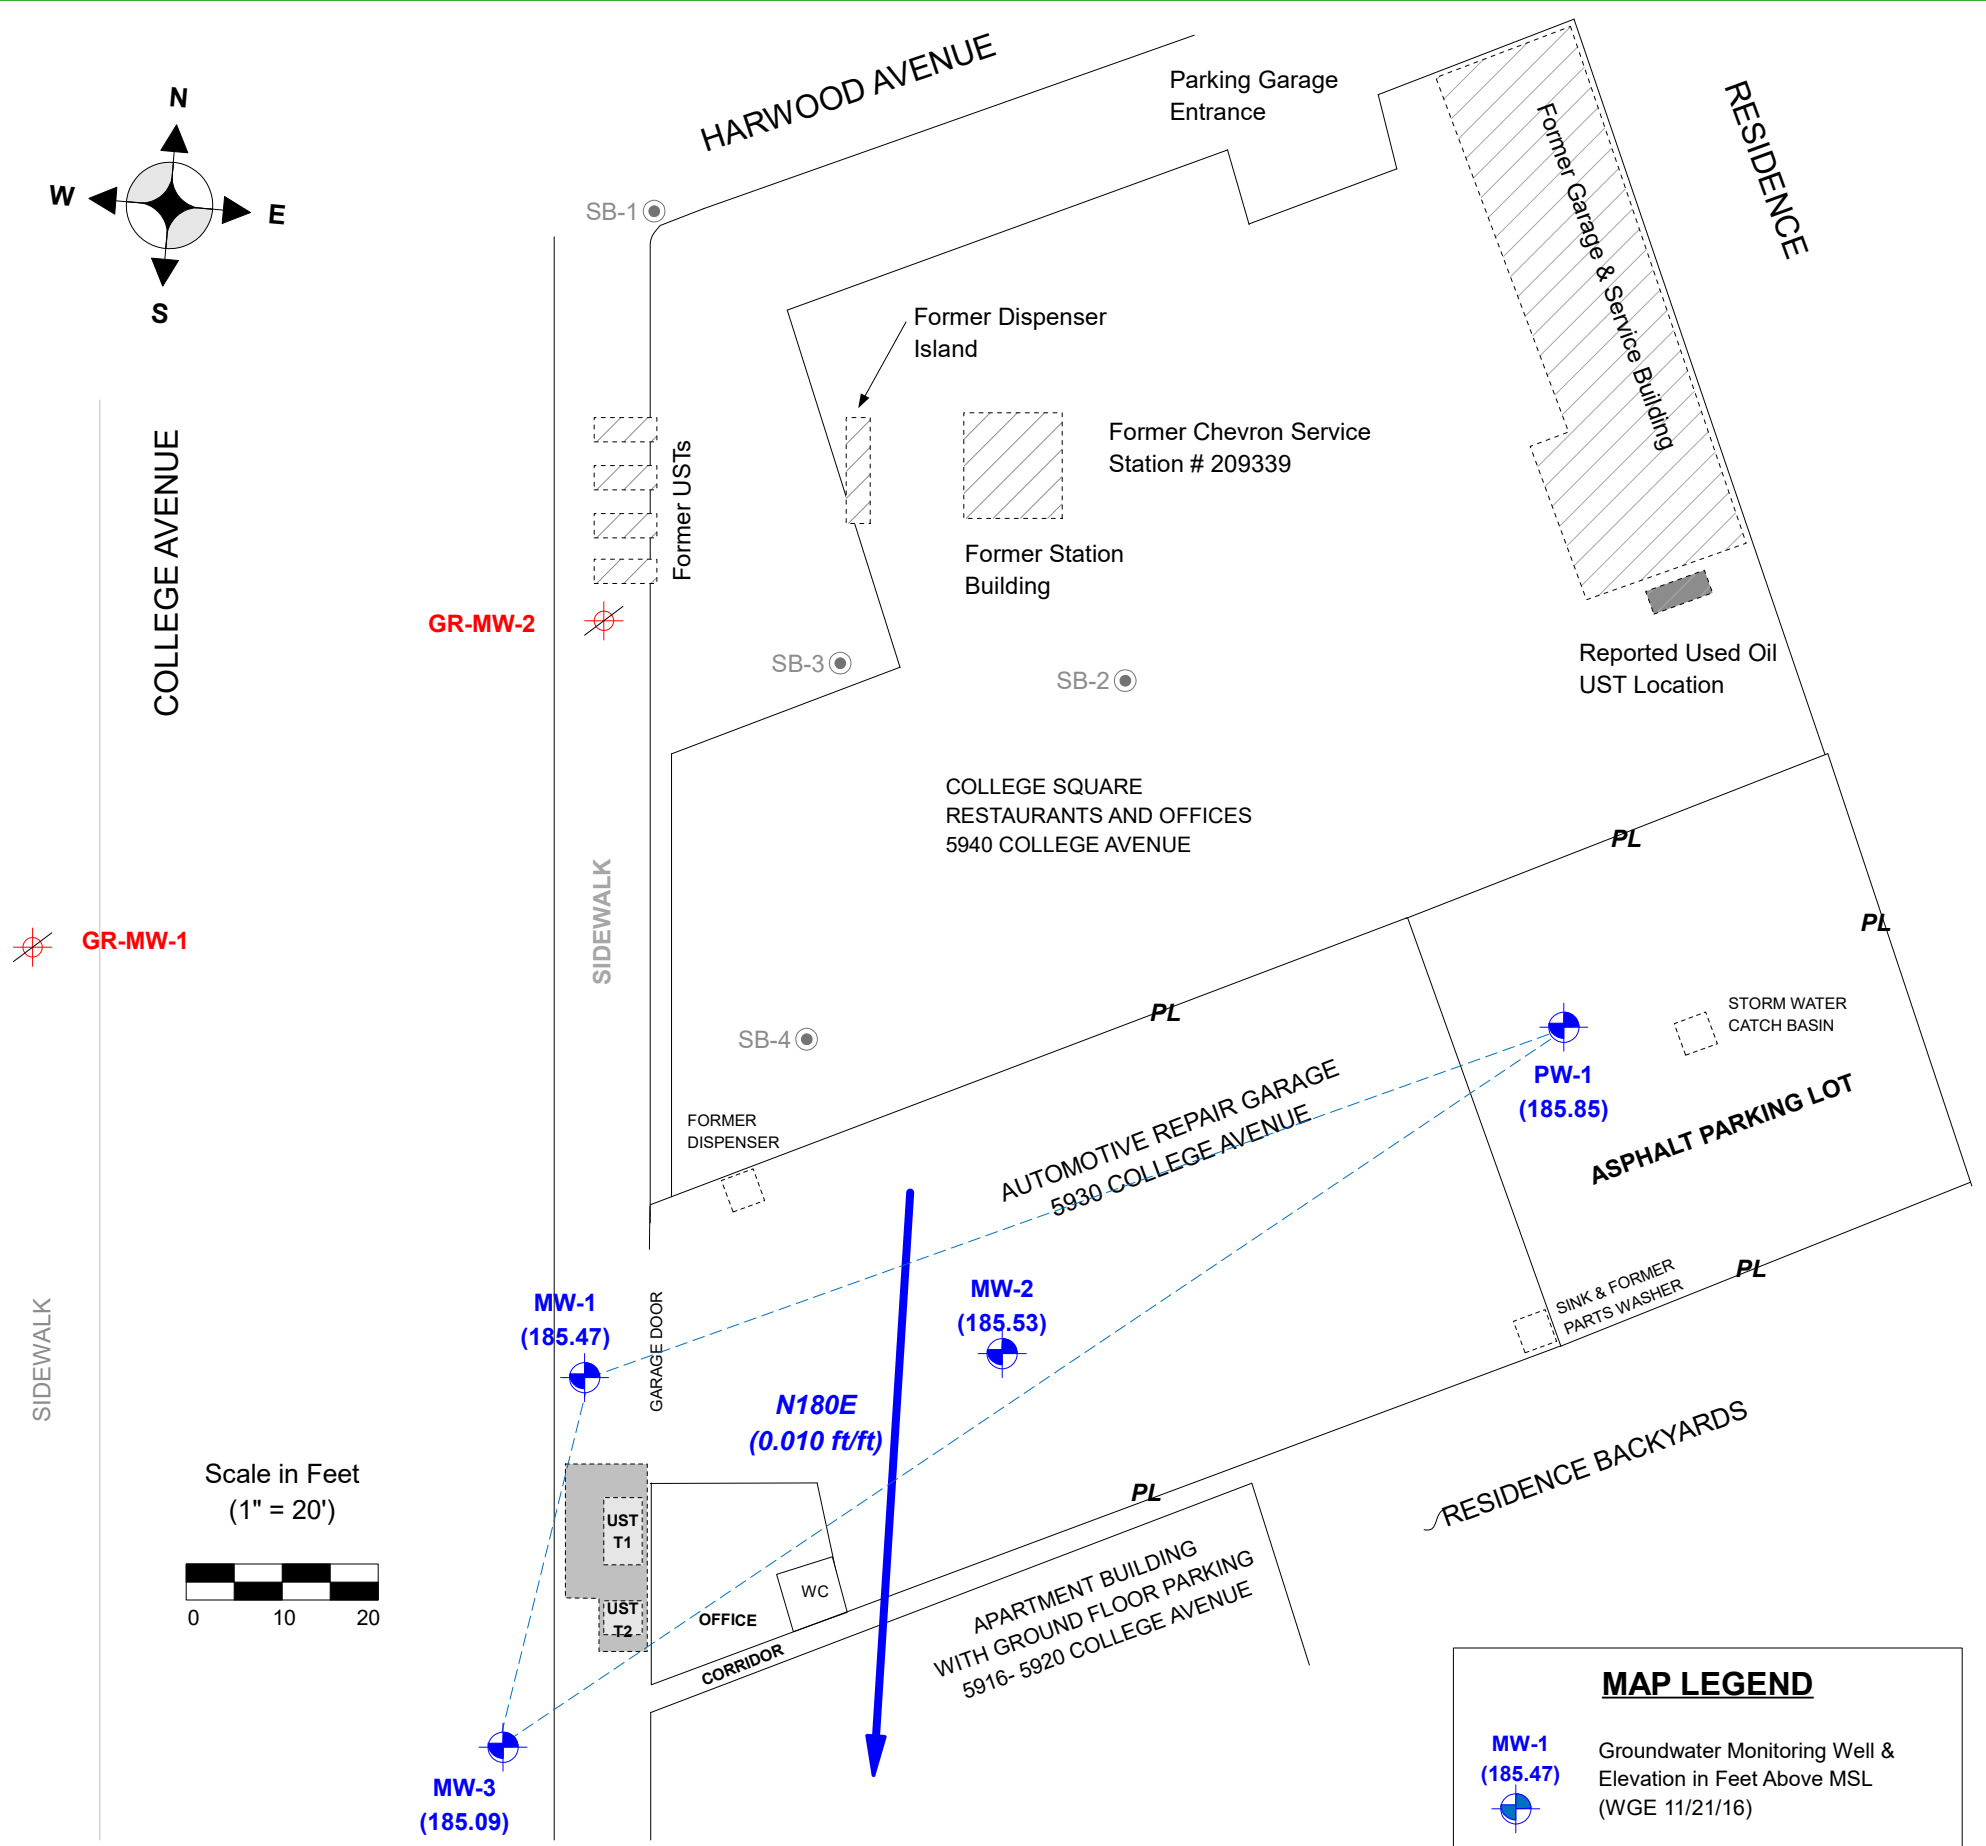 HARWOOD AVENUE
Parking Garage
Entrance
RESIDENCE
N
W
E
S
SB-1
Former Garage & Service Building
Former Dispenser
Island
COLLEGE AVENUE
Former USTs
Former Chevron Service
Station # 209339
Former Station
Building
GR-MW-2
SB-3
SB-2
Reported Used Oil
UST Location
COLLEGE SQUARE
RESTAURANTS AND OFFICES
5940 COLLEGE AVENUE
PL
SIDEWALK
GR-MW-1
PL
PL
STORM WATER
CATCH BASIN
SB-4
PW-1
(185.85)
ASPHALT PARKING LOT
FORMER
DISPENSER
AUTOMOTIVE REPAIR GARAGE
5930 COLLEGE AVENUE
PL
SINK & FORMER
PARTS WASHER
MW-1
(185.47)
GARAGE DOOR
MW-2
(185.53)
SIDEWALK
N180E
(0.010 ft/ft)
RESIDENCE BACKYARDS
Scale in Feet
(1" = 20')
0 10 20
PL
UST
T1
UST
T2
WC
OFFICE
CORRIDOR
APARTMENT BUILDING
WITH GROUND FLOOR PARKING
5916- 5920 COLLEGE AVENUE
MW-3
(185.09)
MAP LEGEND
MW-1
(185.47)
Groundwater Monitoring Well &
Elevation in Feet Above MSL
(WGE 11/21/16)